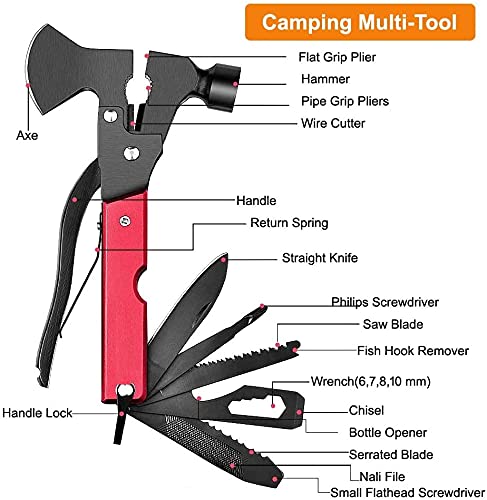 Camping Multi-Tool
Flat Grip Plier
Hammer
Pipe Grip Pliers
Wire Cutter
Axe
Handle
Return Spring
Straight Knife
Philips Screwdriver
Saw Blade
Fish Hook Remover
Wrench(6,7,8,10 mm)
Handle Lock
Chisel
Bottle Opener
Serrated Blade
Nali File
Small Flathead Screwdriver